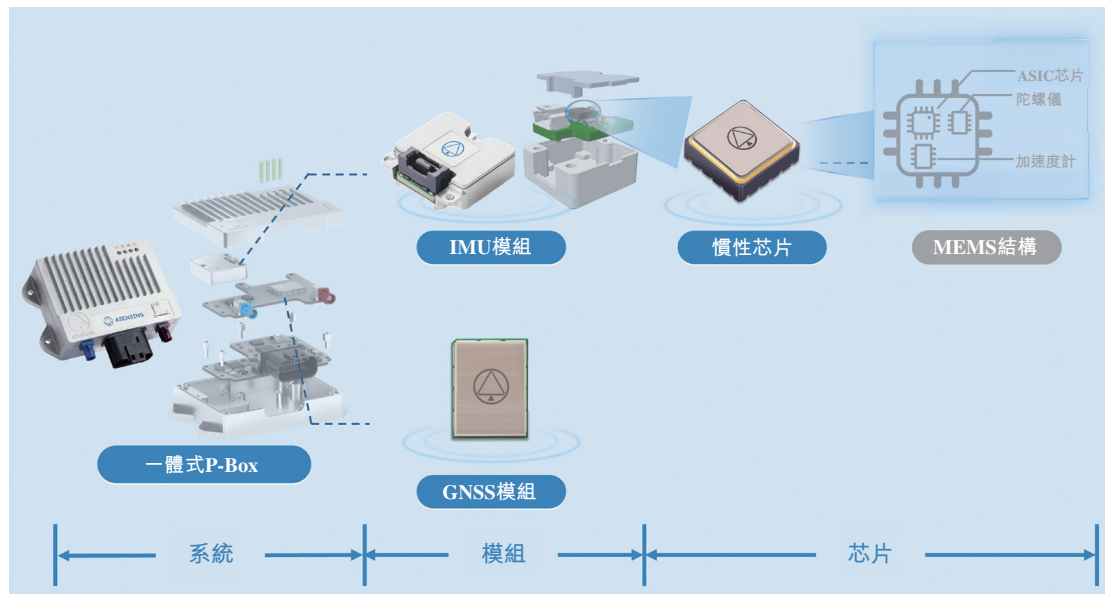 ASIC芯片
陀螺儀
加速度計
IMU模組
慣性芯片
MEMS結構
ASENSING
一體式P-Box
GNSS模組
系統
模組
芯片